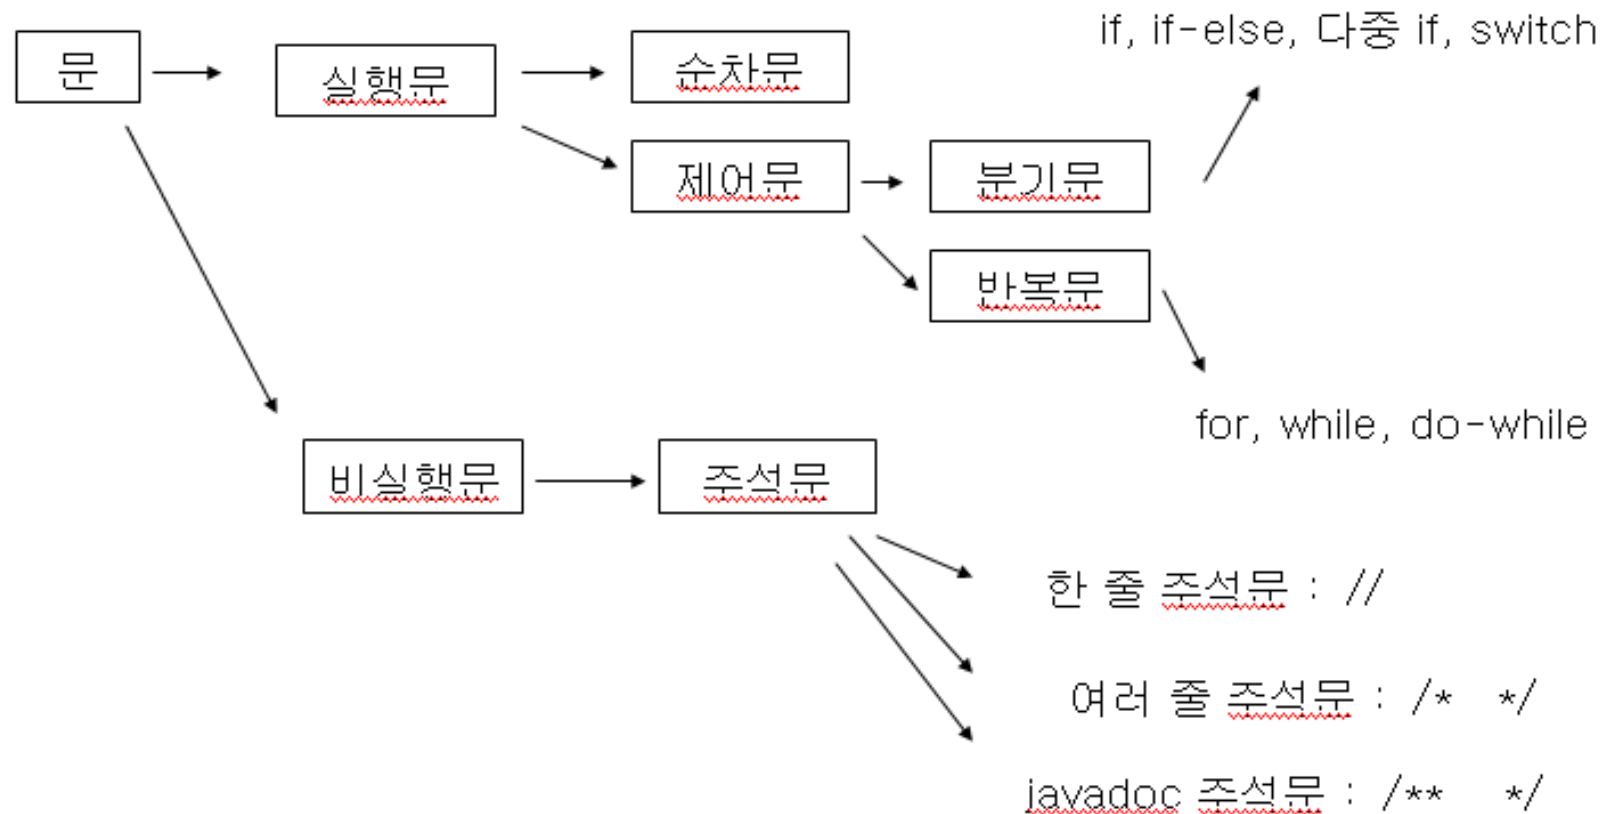 if, if-else, 다중 if, switch
문
실행문
순차문
제어문
분기문
반복문
for, while, do-while
비실행문
주석문
한 줄 주석문 : //
여러 줄 주석문 : /* */
javadoc 주석문 : /** */